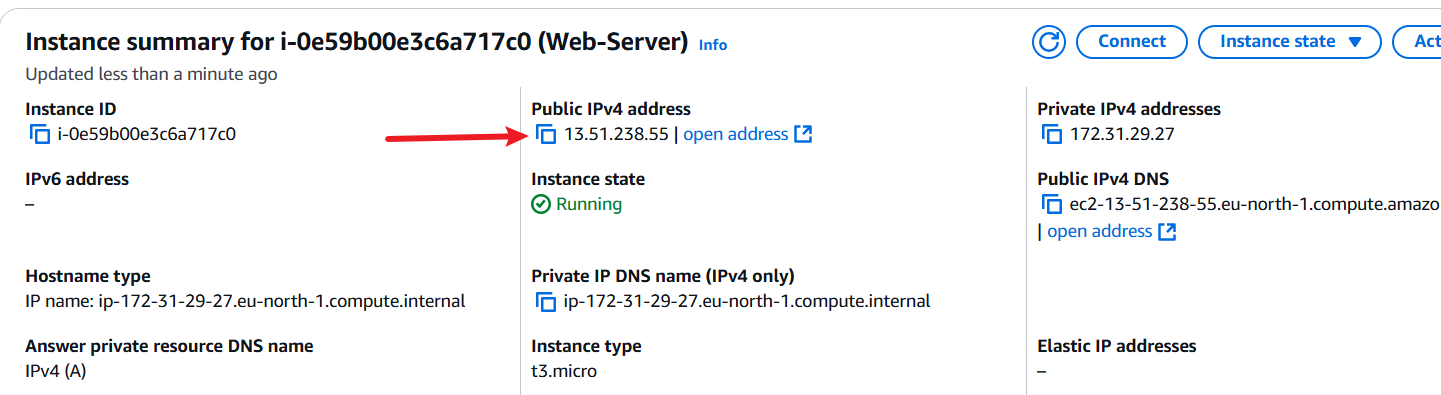 Instance summary for i-0e59b00e3c6a717c0 (Web-Server) Info
Connect
Instance state
Act
Updated less than a minute ago
Instance ID
i-0e59b00e3c6a717c0
Public IPv4 address
13.51.238.55 | open address
Private IPv4 addresses
172.31.29.27
IPv6 address
–
Instance state
Running
Public IPv4 DNS
ec2-13-51-238-55.eu-north-1.compute.amazo
| open address
Hostname type
IP name: ip-172-31-29-27.eu-north-1.compute.internal
Private IP DNS name (IPv4 only)
ip-172-31-29-27.eu-north-1.compute.internal
Answer private resource DNS name
IPv4 (A)
Instance type
t3.micro
Elastic IP addresses
–